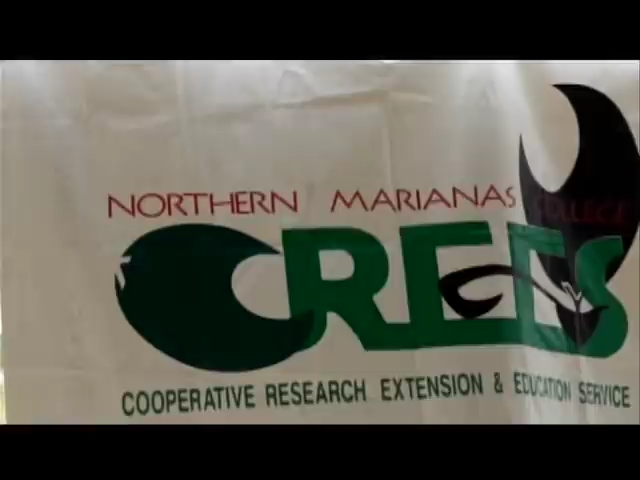 NORTHERN MARIANAS COLLEGE
CREES
COOPERATIVE RESEARCH EXTENSION & EDUCATION SERVICE